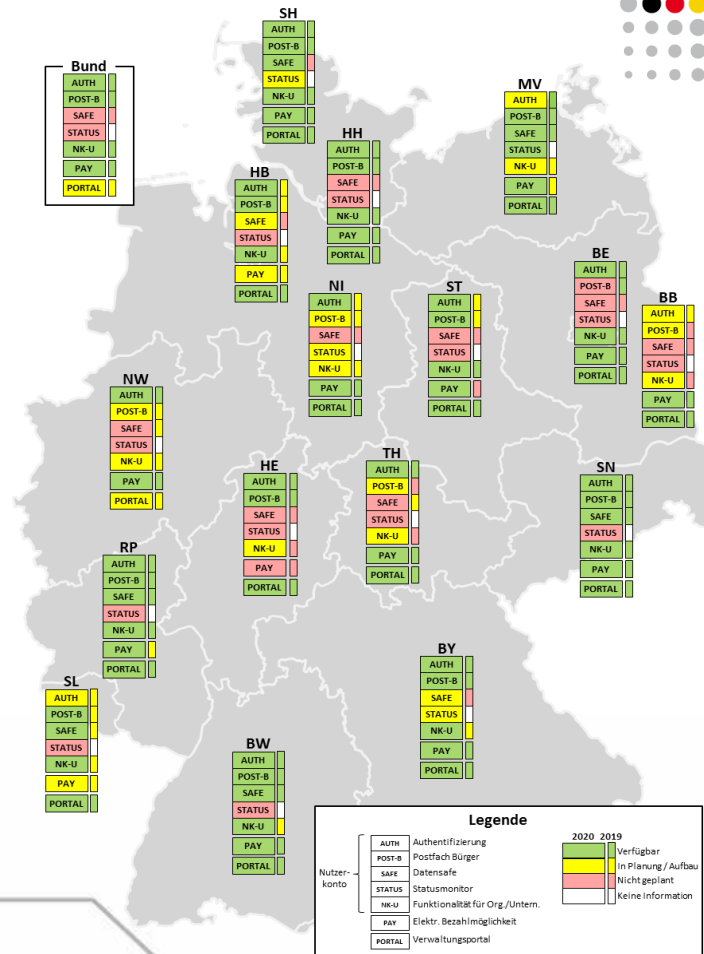 SH
AUTH
POST-B
SAFE
STATUS
NK-U
PAY
PORTAL
Bund
AUTH
POST-B
SAFE
STATUS
NK-U
PAY
PORTAL
MV
AUTH
POST-B
SAFE
STATUS
NK-U
PAY
PORTAL
HH
AUTH
POST-B
SAFE
STATUS
NK-U
PAY
PORTAL
HB
AUTH
POST-B
SAFE
STATUS
NK-U
PAY
PORTAL
BE
AUTH
POST-B
SAFE
STATUS
NK-U
PAY
PORTAL
NI
AUTH
POST-B
SAFE
STATUS
NK-U
PAY
PORTAL
ST
AUTH
POST-B
SAFE
STATUS
NK-U
PAY
PORTAL
BB
AUTH
POST-B
SAFE
STATUS
NK-U
PAY
PORTAL
NW
AUTH
POST-B
SAFE
STATUS
NK-U
PAY
PORTAL
HE
AUTH
POST-B
SAFE
STATUS
NK-U
PAY
PORTAL
TH
AUTH
POST-B
SAFE
STATUS
NK-U
PAY
PORTAL
SN
AUTH
POST-B
SAFE
STATUS
NK-U
PAY
PORTAL
RP
AUTH
POST-B
SAFE
STATUS
NK-U
PAY
PORTAL
BY
AUTH
POST-B
SAFE
STATUS
NK-U
PAY
PORTAL
SL
AUTH
POST-B
SAFE
STATUS
NK-U
PAY
PORTAL
BW
AUTH
POST-B
SAFE
STATUS
NK-U
PAY
PORTAL
Legende
Nutzer-
konto
AUTH Authentifizierung
POST-B Postfach Bürger
SAFE Datensafe
STATUS Statusmonitor
NK-U Funktionalität für Org./Untern.
PAY Elektr. Bezahlmöglichkeit
PORTAL Verwaltungsportal
2020 2019
Verfügbar
In Planung / Aufbau
Nicht geplant
Keine Information